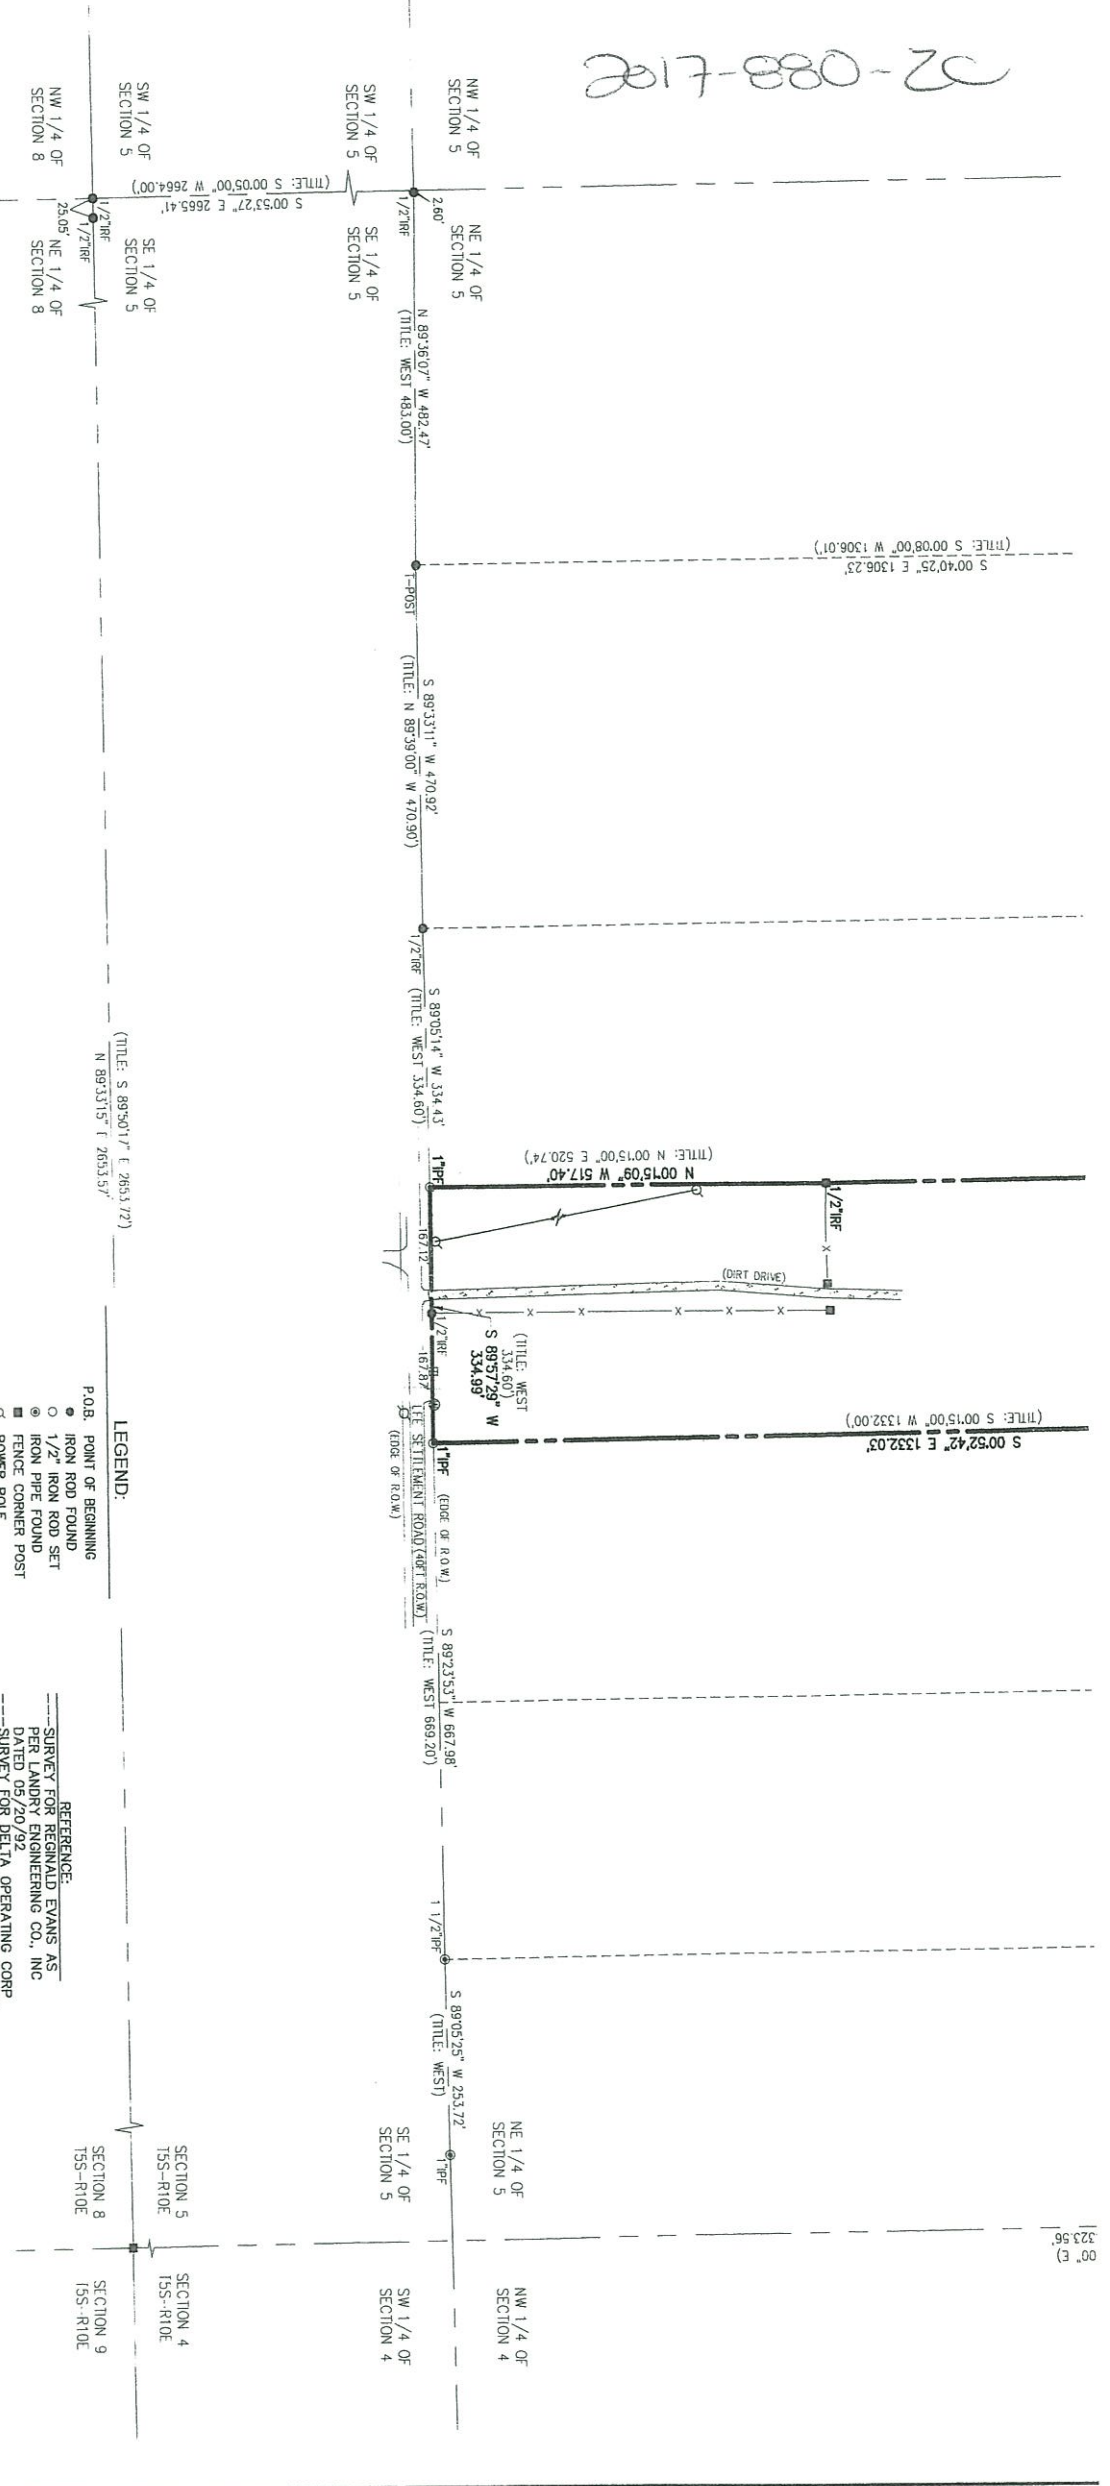 2017-880-ZC
NW 1/4 OF
SECTION 5
SW 1/4 OF
SECTION 5
SW 1/4 OF
SECTION 5
NW 1/4 OF
SECTION 8
S 00°53'27" E 2665.41'
(TITLE: S 00°05'00" W 2664.00')
2.60'
1/2"IRF
NE 1/4 OF
SECTION 5
SE 1/4 OF
SECTION 5
SE 1/4 OF
SECTION 5
NE 1/4 OF
SECTION 8
1/2"IRF
1/2"IRF
25.05'
N 89°36'07" W 482.47'
(TITLE: WEST 483.00')
T-POST
S 00°40'25" E 1306.23'
(TITLE: S 00°08'00" W 1306.01')
S 89°33'11" W 470.92'
(TITLE: N 89°39'00" W 470.90')
1/2"IRF
S 89°05'14" W 334.43'
(TITLE: WEST 334.60')
(TITLE: S 89°50'17" E 2653.72')
N 89°33'15" E 2653.57'
1"IPF
(TITLE: N 00°15'00" E 520.74')
N 00°15'09" W 517.40'
1/2"IRF
X
(DIRT DRIVE)
X X X X X X
167.12'
1/2"IRF
167.87'
(TITLE: WEST
334.60')
S 89°57'29" W
334.99'
1"IPF
(TITLE: S 00°15'00" W 1332.00')
S 00°52'42" E 1332.03'
(EDGE OF R.O.W.)
LEE SETTLEMENT ROAD (40FT R.O.W.)
(EDGE OF R.O.W.)
S 89°23'53" W 667.98'
(TITLE: WEST 669.20')
1 1/2"IPF
S 89°05'25" W 253.72'
(TITLE: WEST)
1"IPF
NE 1/4 OF
SECTION 5
SE 1/4 OF
SECTION 5
SECTION 5
T5S-R10E
SECTION 8
T5S-R10E
NW 1/4 OF
SECTION 4
SW 1/4 OF
SECTION 4
SECTION 4
T5S-R10E
SECTION 9
T5S-R10E
323.56'
00" E)
LEGEND:
P.O.B. POINT OF BEGINNING
IRON ROD FOUND
1/2" IRON ROD SET
IRON PIPE FOUND
FENCE CORNER POST
POWER POLE
REFERENCE:
---SURVEY FOR REGINALD EVANS AS
PER LANDRY ENGINEERING CO., INC
DATED 05/20/92
---SURVEY FOR DELTA OPERATING CORP